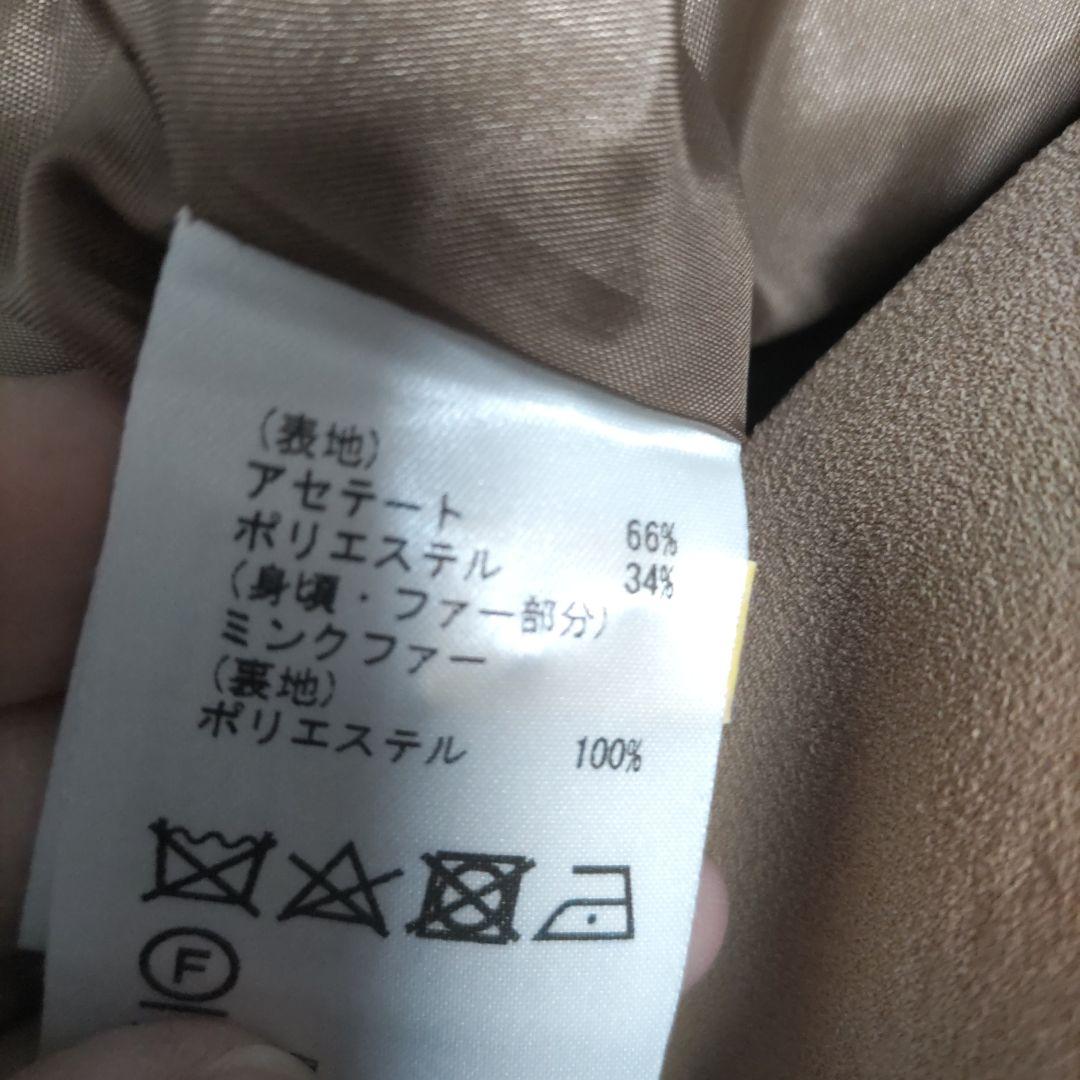 (表地)
アセテート 66%
ポリエステル 34%
(身頃・ファー部分)
ミンクファー
(裏地)
ポリエステル 100%
F